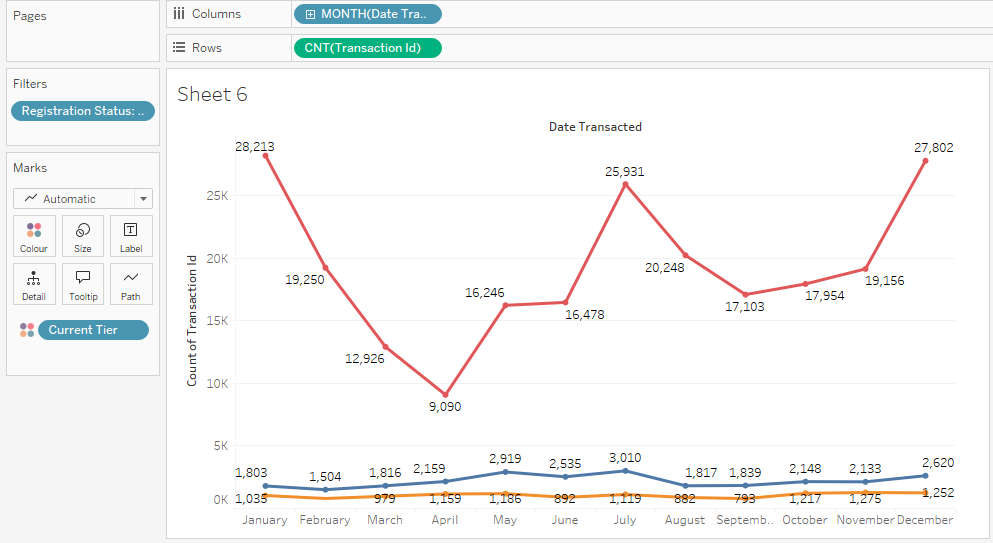 Pages
Columns
MONTH(Date Tra..
Rows
CNT(Transaction Id)
Filters
Registration Status: ..
Marks
Automatic
Colour
Size
Label
Detail
Tooltip
Path
Current Tier
Sheet 6
Date Transacted
Count of Transaction Id
25K
20K
15K
10K
5K
0K
28,213
19,250
12,926
9,090
16,246
16,478
25,931
20,248
17,103
17,954
19,156
27,802
1,803
1,504
1,816
2,159
2,919
2,535
3,010
1,817
1,839
2,148
2,133
2,620
1,035
979
1,159
1,186
892
1,119
882
793
1,217
1,275
1,252
January
February
March
April
May
June
July
August
Septemb..
October
November
December